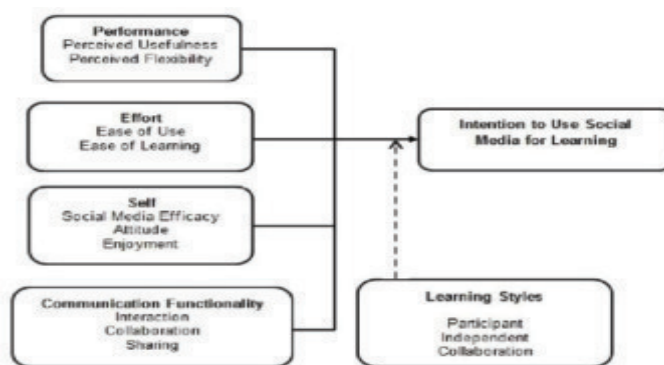 Performance
Perceived Usefulness
Perceived Flexibility
Effort
Ease of Use
Ease of Learning
Self
Social Media Efficacy
Attitude
Enjoyment
Communication Functionality
Interaction
Collaboration
Sharing
Intention to Use Social
Media for Learning
Learning Styles
Participant
Independent
Collaboration